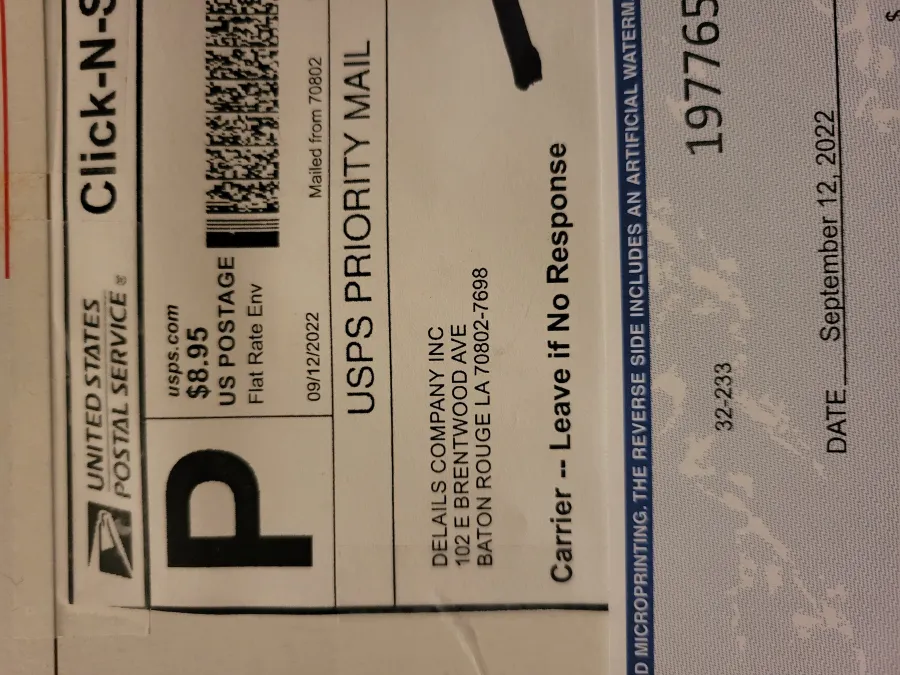 UNITED STATES
POSTAL SERVICE ®
Click-N-S
P
usps.com
$8.95
US POSTAGE
Flat Rate Env
09/12/2022
Mailed from 70802
USPS PRIORITY MAIL
DELAILS COMPANY INC
102 E BRENTWOOD AVE
BATON ROUGE LA 70802-7698
Carrier -- Leave if No Response
D MICROPRINTING. THE REVERSE SIDE INCLUDES AN ARTIFICIAL WATERM
19765
32-233
DATE September 12, 2022
$